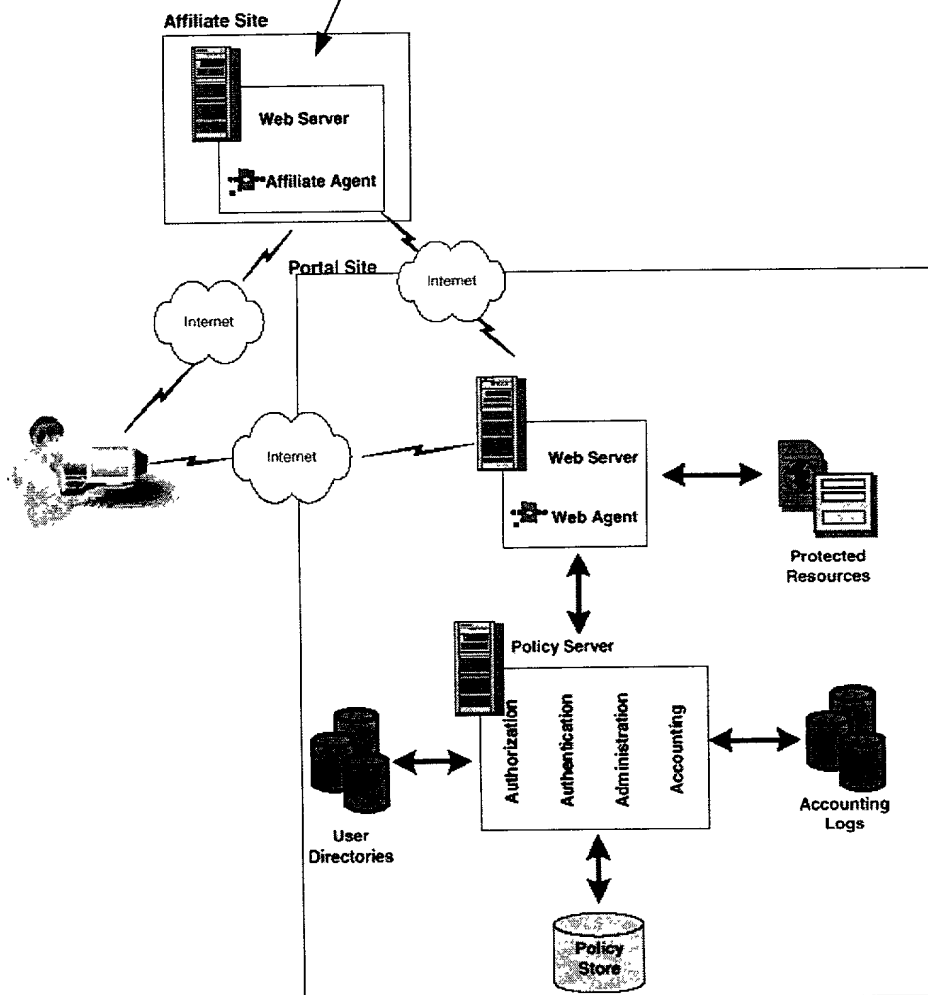 Affiliate Site
Web Server
Affiliate Agent
Portal Site
Internet
Internet
Internet
Web Server
Web Agent
Protected
Resources
Policy Server
Authorization
Authentication
Administration
Accounting
User
Directories
Accounting
Logs
Policy
Store